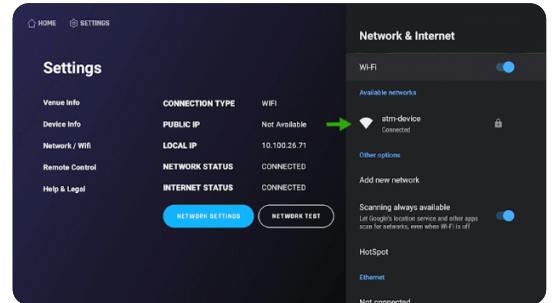 HOME SETTINGS
Settings
Venue Info
Device Info
Network / Wifi
Remote Control
Help & Legal
CONNECTION TYPE WIFI
PUBLIC IP Not Available
LOCAL IP 10.100.26.71
NETWORK STATUS CONNECTED
INTERNET STATUS CONNECTED
NETWORK SETTINGS NETWORK TEST
Network & Internet
Wi-Fi
Available networks
atm-device
Connected
Other options
Add new network
Scanning always available
Let Google's location service and other apps
scan for networks, even when Wi-Fi is off
HotSpot
Ethernet
Not connected